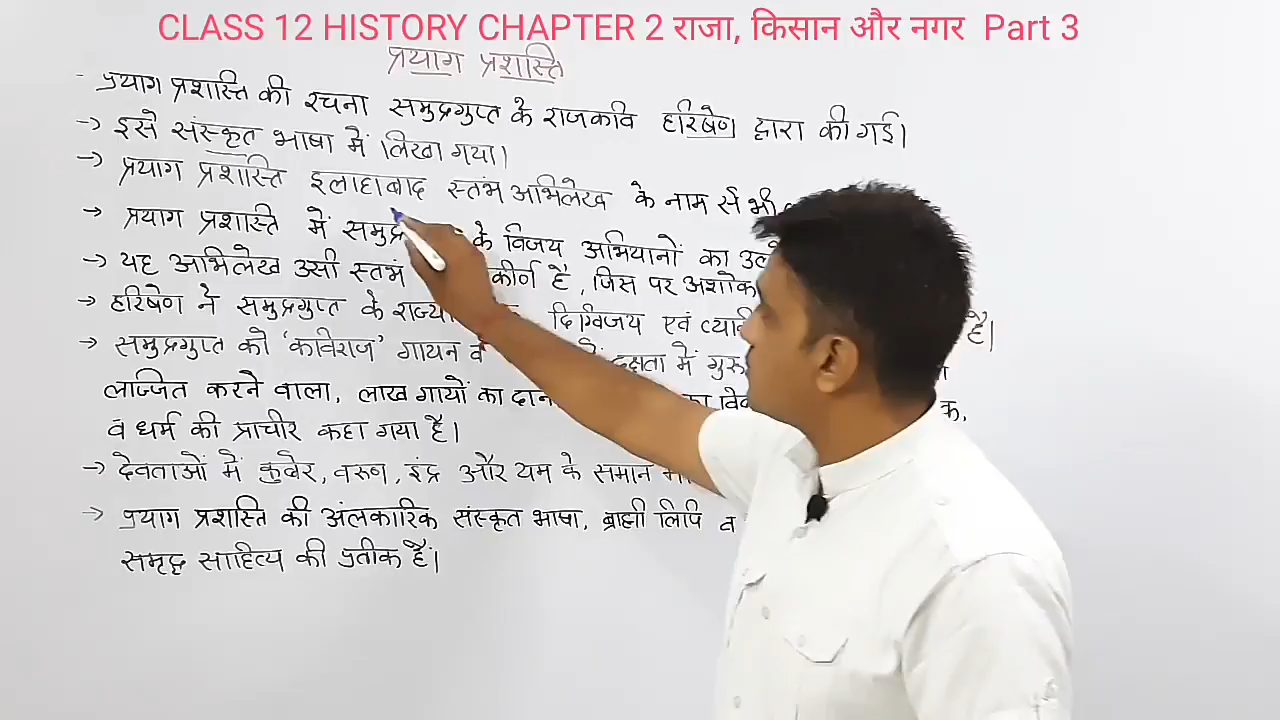 CLASS 12 HISTORY CHAPTER 2 राजा, किसान और नगर Part 3
प्रयाग प्रशस्ति
- प्रयाग प्रशस्ति की रचना समुद्रगुप्त के राजकवि हरिषेण द्वारा की गई।
→ इसे संस्कृत भाषा में लिखा गया।
→ प्रयाग प्रशस्ति इलाहाबाद स्तंभ अभिलेख के नाम से भी
→ प्रयाग प्रशस्ति में के विजय अभियानों का
→ यह अभिलेख उसी स्तंभ है, जिस पर अशोक
→ हरिषेण ने समुद्रगुप्त के दिग्विजय एवं है।
→ समुद्रगुप्त को 'कविराज' गायन व दक्षता में
लज्जित करने वाला, लाख गायों का दान का
व धर्म की प्राचीर कहा गया है।
→ देवताओं में कुबेर, वरुण, इंद्र और यम के समान
→ प्रयाग प्रशस्ति की अंलकारिक संस्कृत भाषा, ब्राह्मी लिपि व
समृद्ध साहित्य की प्रतीक है।